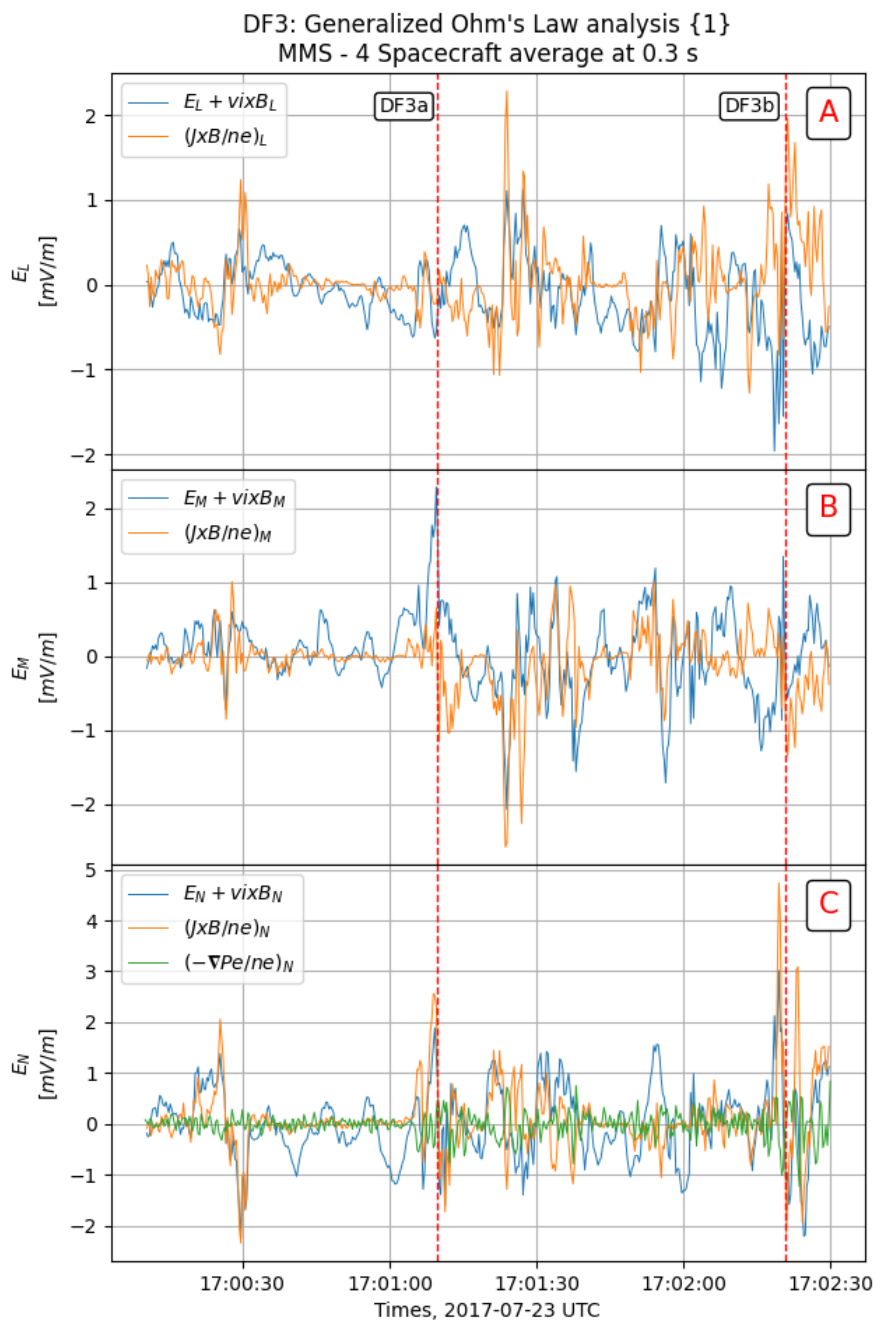 DF3: Generalized Ohm's Law analysis {1}
MMS - 4 Spacecraft average at 0.3 s
E_L + vixB_L
(JxB/ne)_L
DF3a
DF3b
A
2
1
0
−1
−2
E_L
[mV/m]
E_M + vixB_M
(JxB/ne)_M
B
2
1
0
−1
−2
E_M
[mV/m]
E_N + vixB_N
(JxB/ne)_N
(−∇Pe/ne)_N
C
5
4
3
2
1
0
−1
−2
E_N
[mV/m]
17:00:30 17:01:00 17:01:30 17:02:00 17:02:30
Times, 2017-07-23 UTC